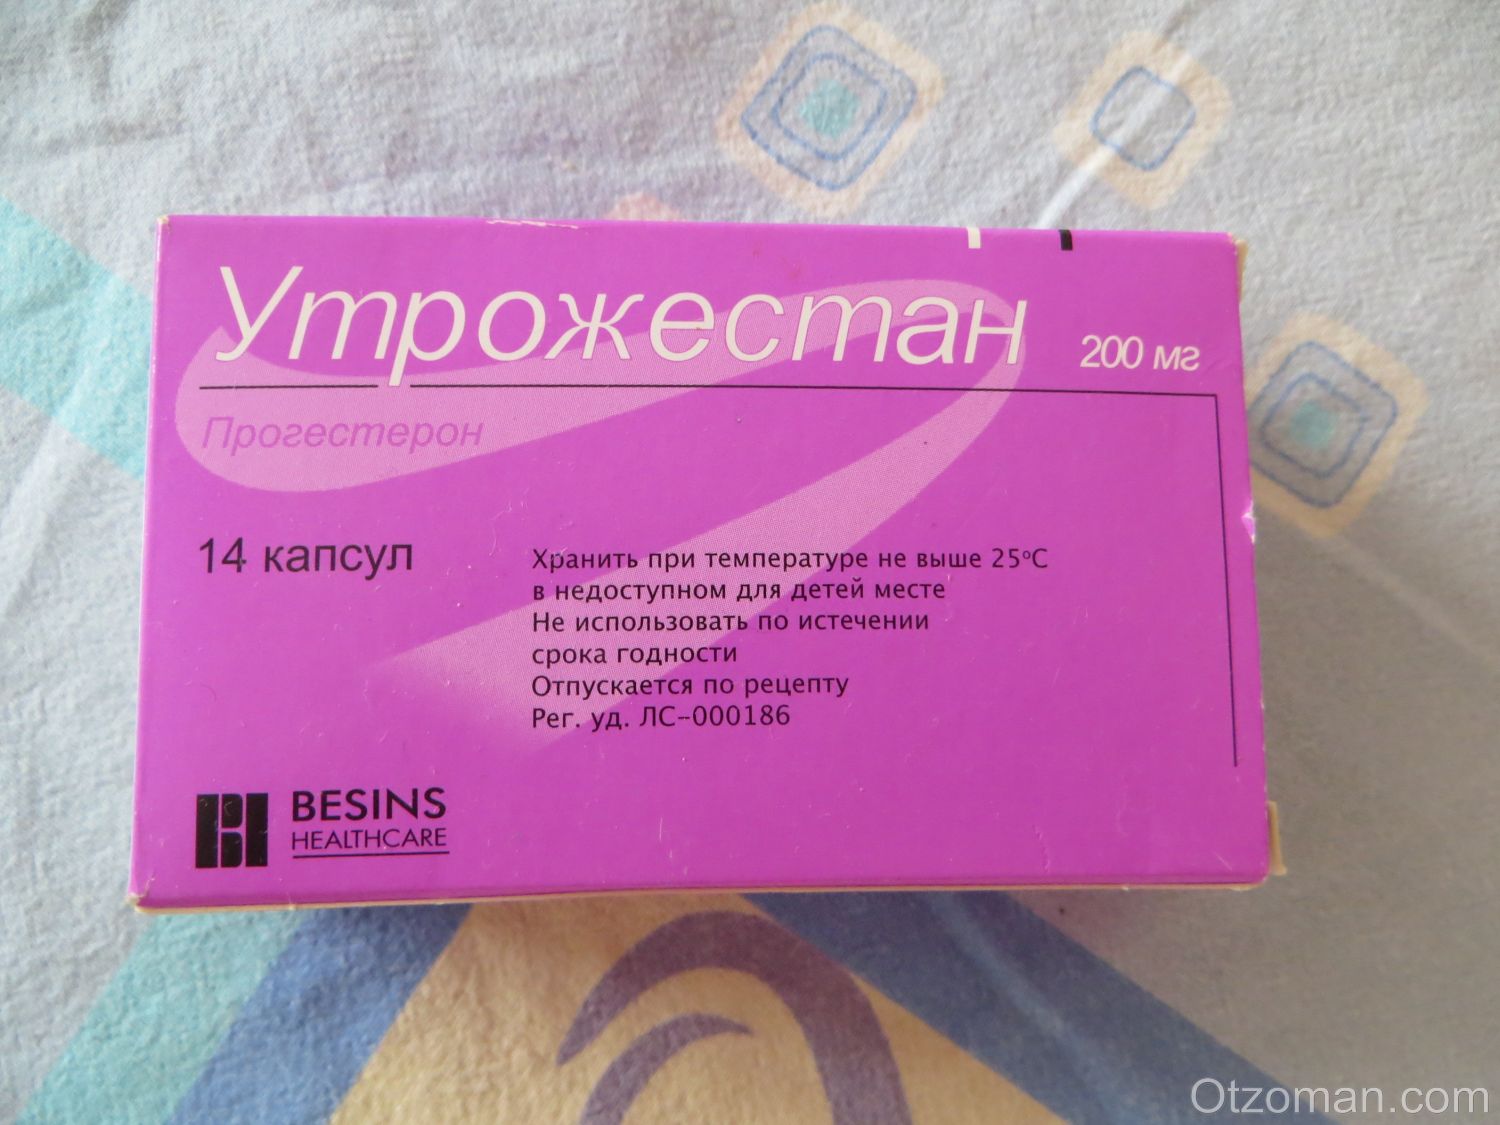 Утрожестан 200 мг
Прогестерон
14 капсул
Хранить при температуре не выше 25°С
в недоступном для детей месте
Не использовать по истечении
срока годности
Отпускается по рецепту
Рег. уд. ЛС-000186
BESINS
HEALTHCARE
Otzoman.com